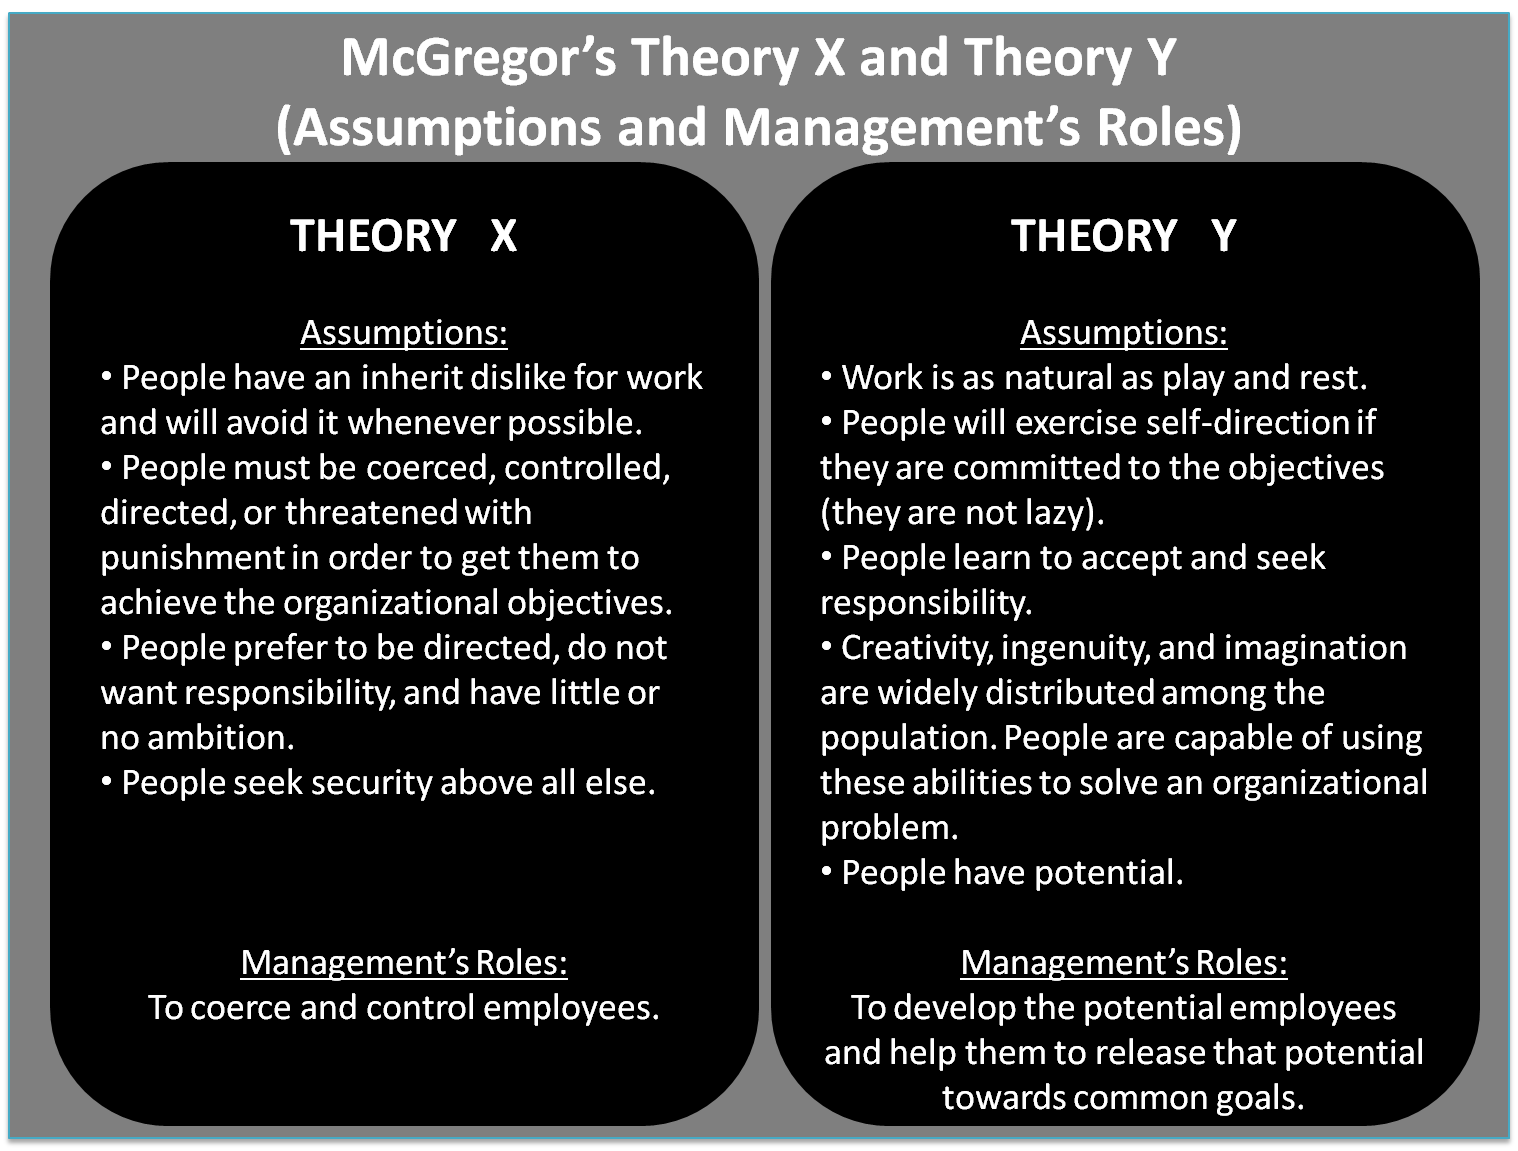 McGregor’s Theory X and Theory Y
(Assumptions and Management’s Roles)
THEORY X
Assumptions:
• People have an inherit dislike for work
and will avoid it whenever possible.
• People must be coerced, controlled,
directed, or threatened with
punishment in order to get them to
achieve the organizational objectives.
• People prefer to be directed, do not
want responsibility, and have little or
no ambition.
• People seek security above all else.
Management’s Roles:
To coerce and control employees.
THEORY Y
Assumptions:
• Work is as natural as play and rest.
• People will exercise self-direction if
they are committed to the objectives
(they are not lazy).
• People learn to accept and seek
responsibility.
• Creativity, ingenuity, and imagination
are widely distributed among the
population. People are capable of using
these abilities to solve an organizational
problem.
• People have potential.
Management’s Roles:
To develop the potential employees
and help them to release that potential
towards common goals.